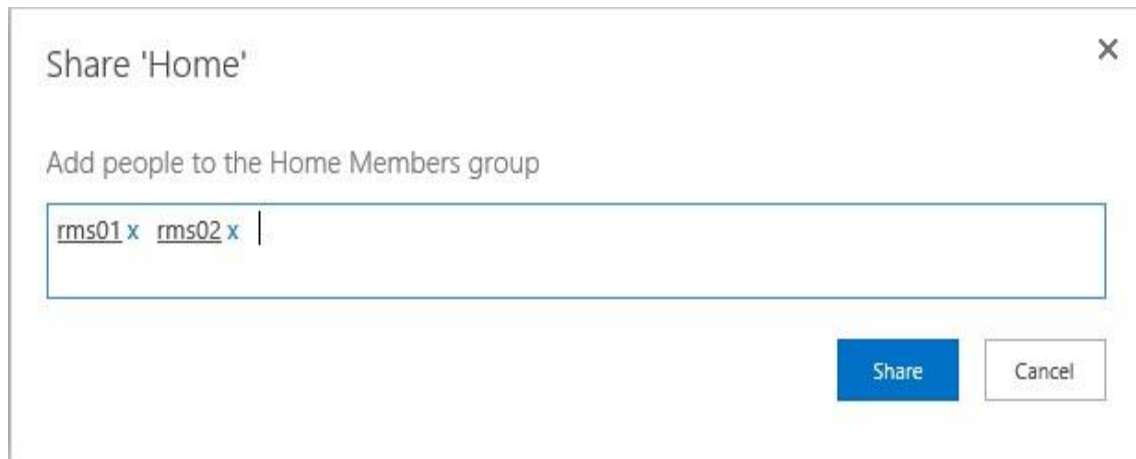 Share 'Home'
Add people to the Home Members group
rms01 x rms02 x
Share Cancel